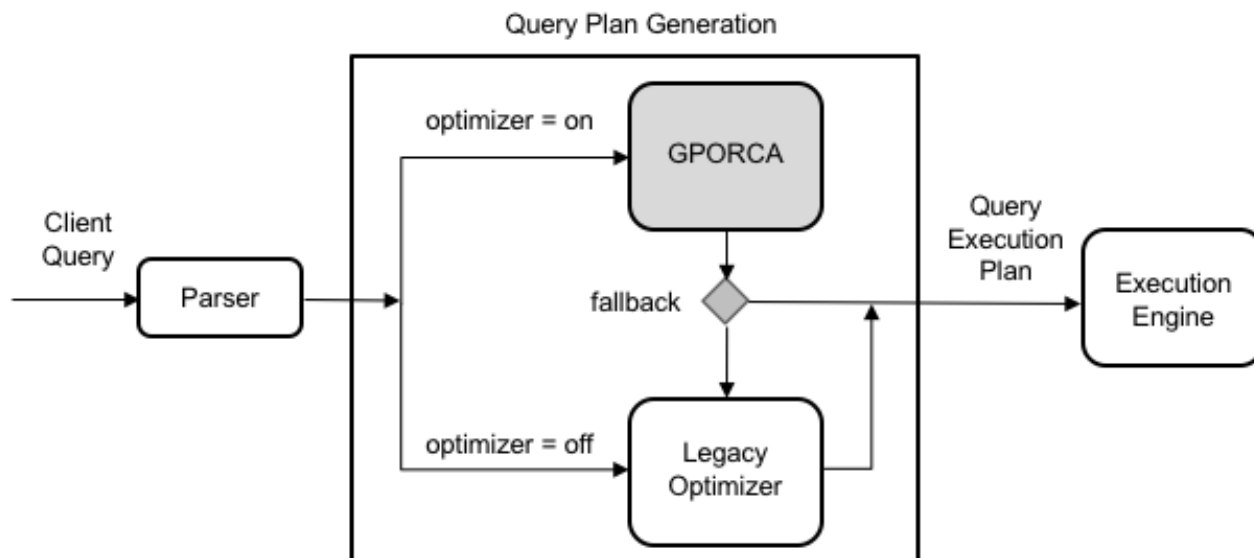 Query Plan Generation
optimizer = on
GPORCA
Client
Query
Parser
fallback
Query
Execution
Plan
Execution
Engine
optimizer = off
Legacy
Optimizer